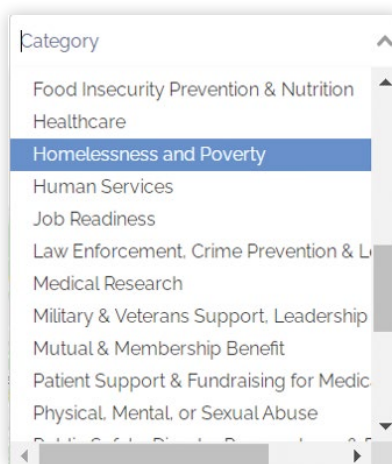 Category
Food Insecurity Prevention & Nutrition
Healthcare
Homelessness and Poverty
Human Services
Job Readiness
Law Enforcement, Crime Prevention & L
Medical Research
Military & Veterans Support, Leadership
Mutual & Membership Benefit
Patient Support & Fundraising for Medic
Physical, Mental, or Sexual Abuse